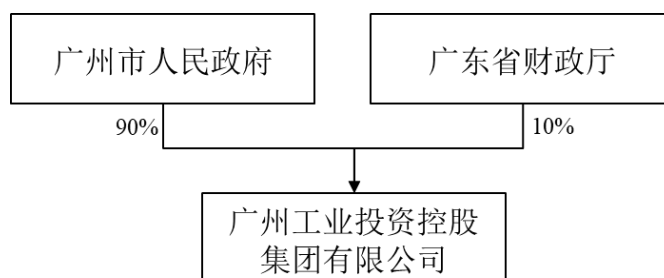 广州市人民政府
广东省财政厅
90%
10%
广州工业投资控股
集团有限公司